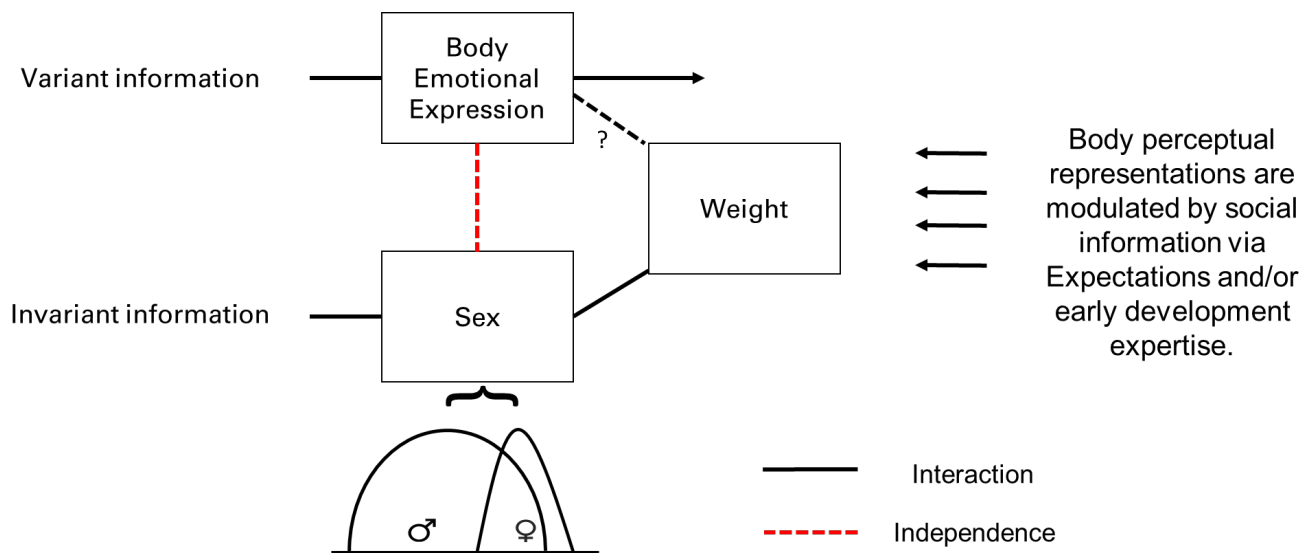 Variant information
Body
Emotional
Expression
?
Weight
Body perceptual
representations are
modulated by social
information via
Expectations and/or
early development
expertise.
Invariant information
Sex
♂
♀
Interaction
Independence